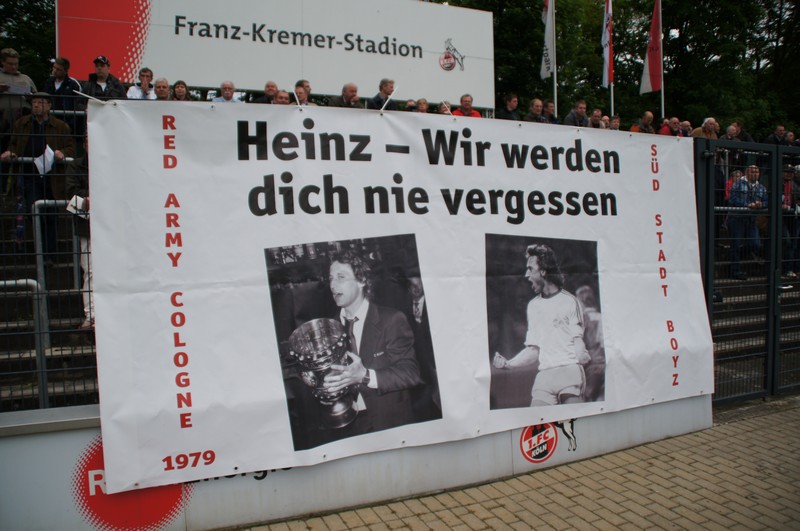 Franz-Kremer-Stadion
Heinz – Wir werden
dich nie vergessen
RED ARMY COLOGNE
1979
SÜD STADT BOYZ
1.FC
KÖLN